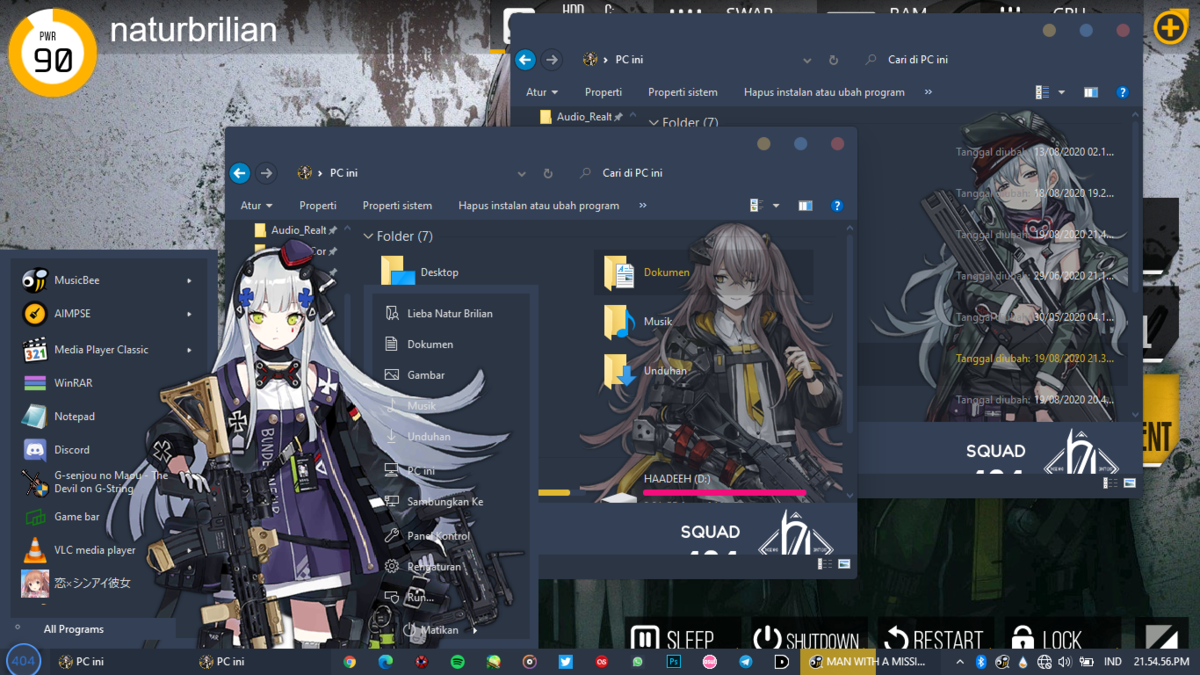 PWR
90
naturbrilian
HDD C:
SWAP
RAM
CPU
PC ini
Cari di PC ini
Atur
Properti
Properti sistem
Hapus instalan atau ubah program
»
Audio_Realt
Folder (7)
Tanggal diubah: 13/08/2020 02.1...
Tanggal diubah: 18/08/2020 19.2...
Tanggal diubah: 19/08/2020 21.4...
Tanggal diubah: 29/06/2020 21.1...
Tanggal diubah: 30/05/2020 04.1...
Tanggal diubah: 19/08/2020 21.3...
Tanggal diubah: 19/08/2020 20.4...
SQUAD
404
PC ini
Cari di PC ini
Atur
Properti
Properti sistem
Hapus instalan atau ubah program
»
Audio_Realt
Folder (7)
Desktop
Dokumen
Musik
Unduhan
HAADEEH (D:)
SQUAD
404
MusicBee
AIMPSE
Media Player Classic
WinRAR
Notepad
Discord
G-senjou no Maou - The
Devil on G-String
Game bar
VLC media player
恋×シンアイ彼女
All Programs
Lieba Natur Brilian
Dokumen
Gambar
Musik
Unduhan
PC ini
Sambungkan Ke
Panel Kontrol
Pengaturan
Run...
Matikan
BUNDESWEHR
SLEEP
SHUTDOWN
RESTART
LOCK
404
PC ini
PC ini
MAN WITH A MISSI...
IND
21.54.56.PM